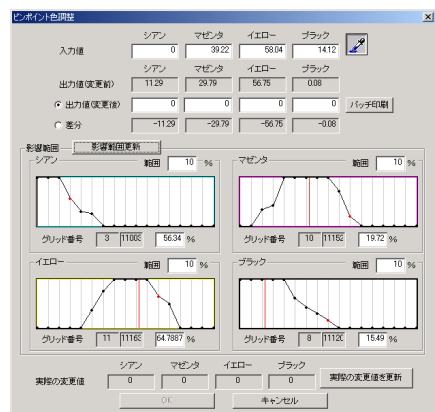 ピンポイント色調整
シアン マゼンタ イエロー ブラック
入力値 0 39.22 58.04 14.12
シアン マゼンタ イエロー ブラック
出力値(変更前) 11.29 29.79 56.75 0.08
出力値(変更後) 0 0 0 0 パッチ印刷
差分 -11.29 -29.79 -56.75 -0.08
影響範囲 影響範囲更新
シアン 範囲 10 %
グリッド番号 3 1100 56.34 %
マゼンタ 範囲 10 %
グリッド番号 10 1115 19.72 %
イエロー 範囲 10 %
グリッド番号 11 1116 64.7887 %
ブラック 範囲 10 %
グリッド番号 8 1112 15.49 %
シアン マゼンタ イエロー ブラック
実際の変更値 0 0 0 0 実際の変更値を更新
OK キャンセル